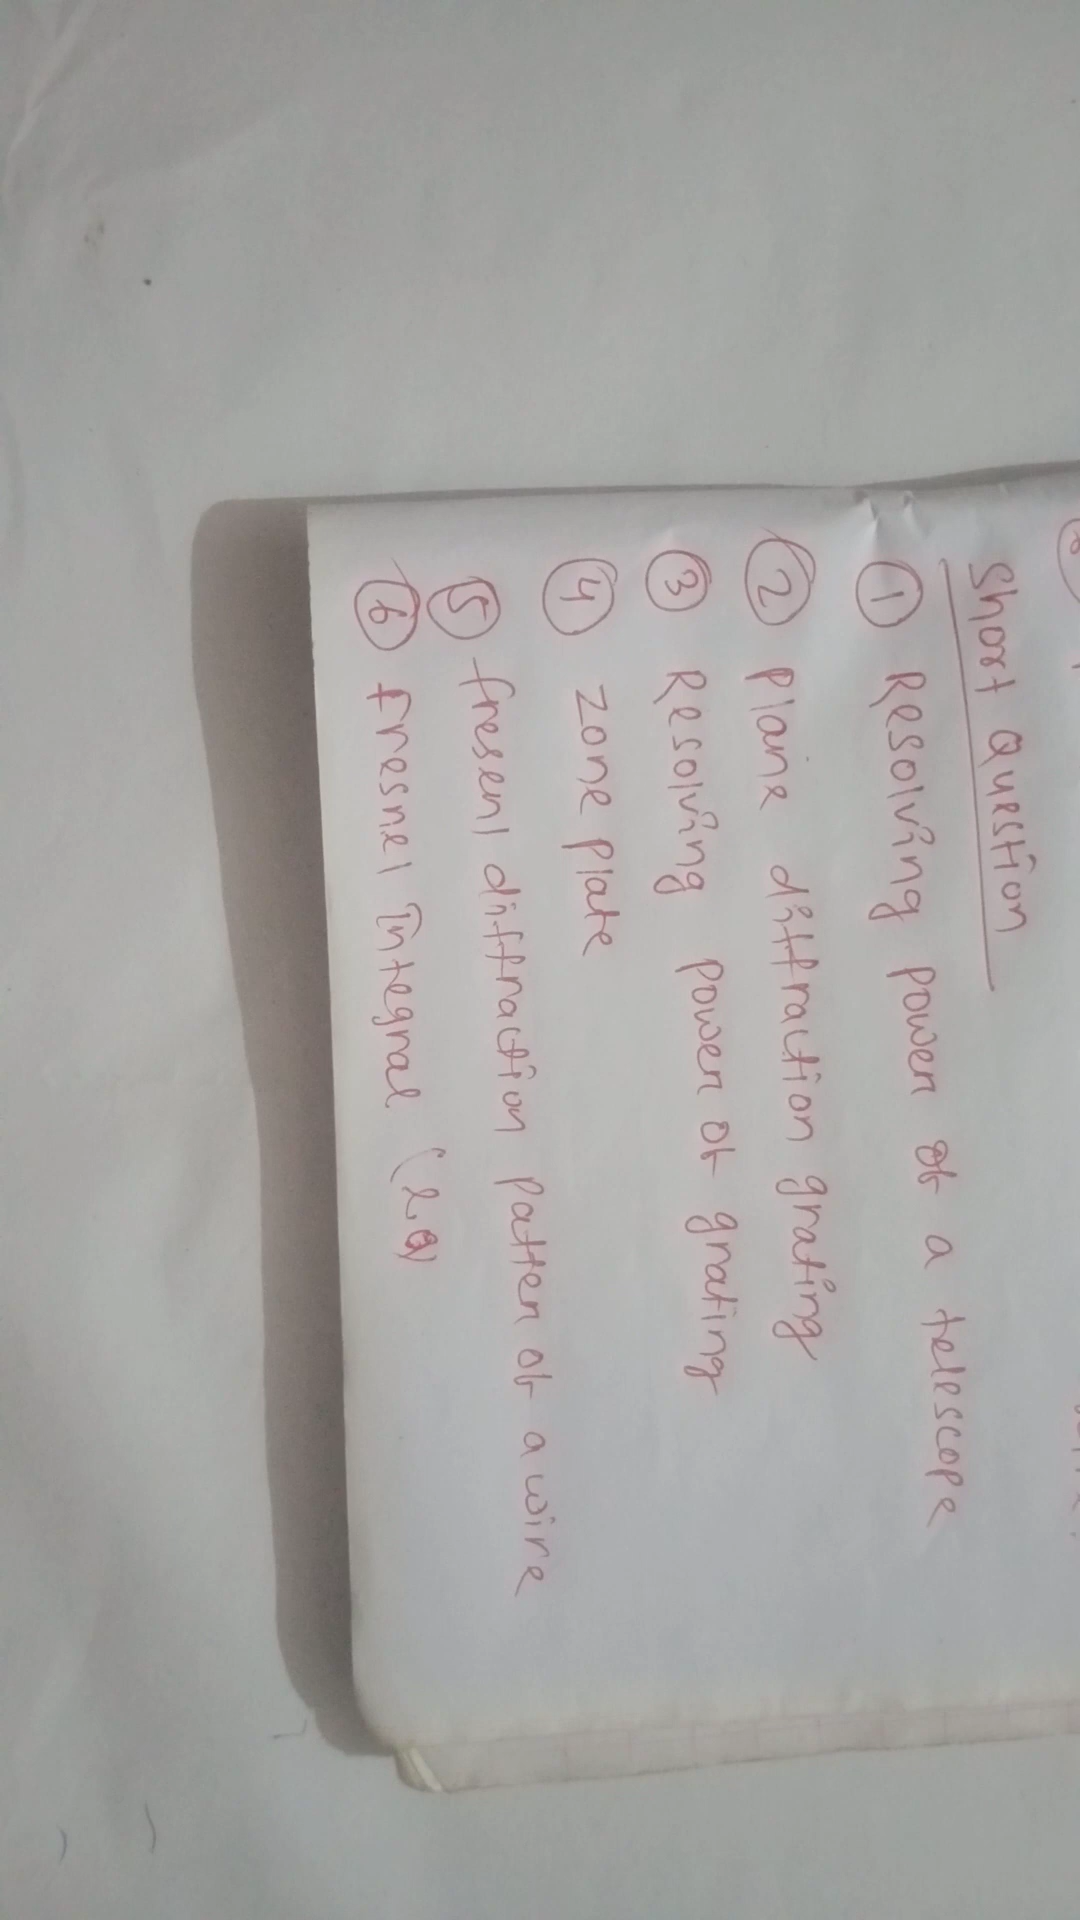 Short Question
① Resolving power of a telescope
② Plane diffraction grating
③ Resolving power of grating
④ zone plate
⑤ fresenl diffraction patten of a wire
⑥ Fresnel Integral (L.Q)